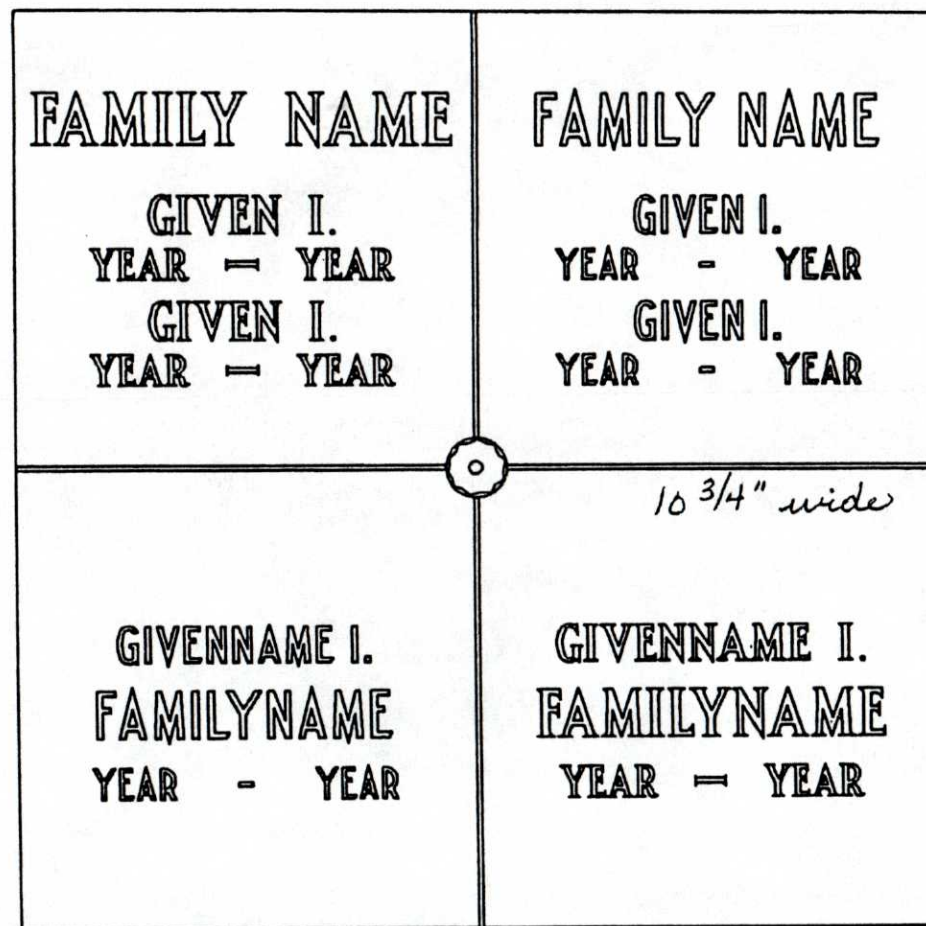 FAMILY NAME
GIVEN I.
YEAR - YEAR
GIVEN I.
YEAR - YEAR
FAMILY NAME
GIVEN I.
YEAR - YEAR
GIVEN I.
YEAR - YEAR
10 3/4" wide
GIVENNAME I.
FAMILYNAME
YEAR - YEAR
GIVENNAME I.
FAMILYNAME
YEAR - YEAR